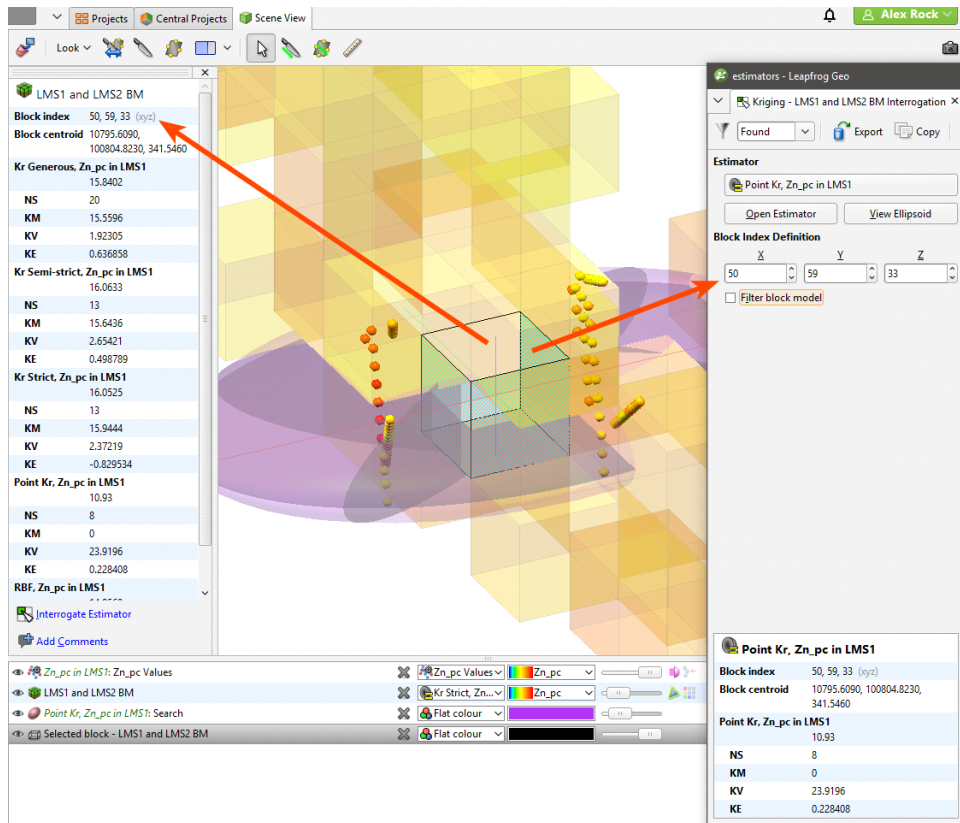 Projects
Central Projects
Scene View
Alex Rock
Look
LMS1 and LMS2 BM
Block index 50, 59, 33 (xyz)
Block centroid 10795.6090,
100804.8230, 341.5460
Kr Generous, Zn_pc in LMS1
15.8402
NS 20
KM 15.5596
KV 1.92305
KE 0.636858
Kr Semi-strict, Zn_pc in LMS1
16.0633
NS 13
KM 15.6436
KV 2.65421
KE 0.498789
Kr Strict, Zn_pc in LMS1
16.0525
NS 13
KM 15.9444
KV 2.37219
KE -0.829534
Point Kr, Zn_pc in LMS1
10.93
NS 8
KM 0
KV 23.9196
KE 0.228408
RBF, Zn_pc in LMS1
Interrogate Estimator
Add Comments
Zn_pc in LMS1: Zn_pc Values Zn_pc Values Zn_pc
LMS1 and LMS2 BM Kr Strict, Zn... Zn_pc
Point Kr, Zn_pc in LMS1: Search Flat colour
Selected block - LMS1 and LMS2 BM Flat colour
estimators - Leapfrog Geo
Kriging - LMS1 and LMS2 BM Interrogation
Found Export Copy
Estimator
Point Kr, Zn_pc in LMS1
Open Estimator View Ellipsoid
Block Index Definition
X Y Z
50 59 33
Filter block model
Point Kr, Zn_pc in LMS1
Block index 50, 59, 33 (xyz)
Block centroid 10795.6090, 100804.8230,
341.5460
Point Kr, Zn_pc in LMS1
10.93
NS 8
KM 0
KV 23.9196
KE 0.228408